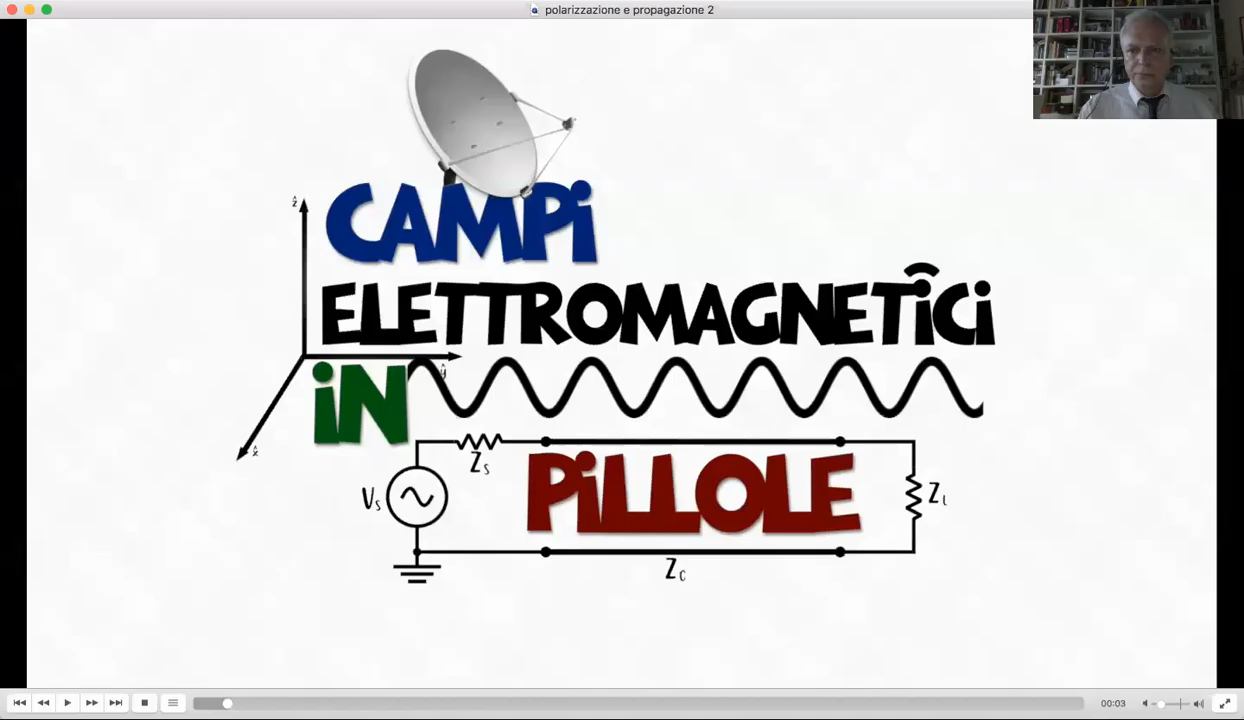 polarizzazione e propagazione 2
CAMPi
ELETTROMAGNETiCi
iN
PiLLOLE
ẑ
ŷ
x̂
Zs
Vs
ZL
Zc
00:03